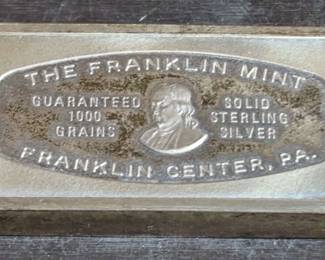 THE FRANKLIN MINT
GUARANTEED
1000
GRAINS
SOLID
STERLING
SILVER
FRANKLIN CENTER, PA.